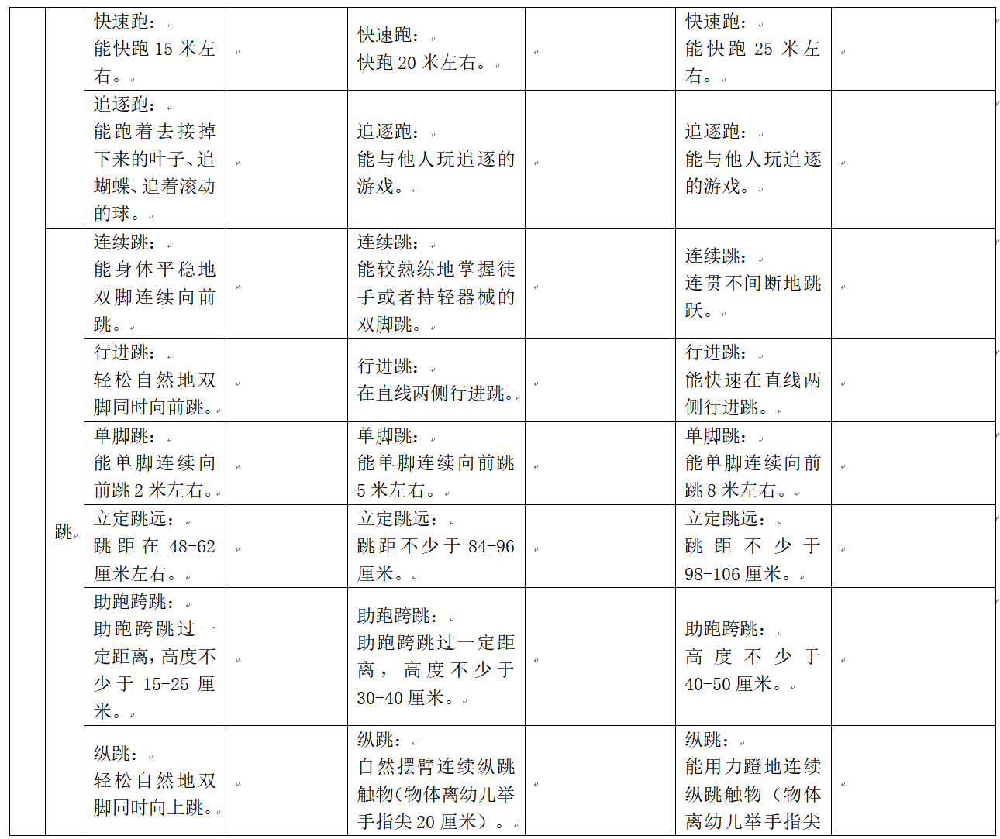 快速跑：
能快跑 15 米左
右。
快速跑：
快跑 20 米左右。
快速跑：
能快跑 25 米左
右。
追逐跑：
能跑着去接掉
下来的叶子、追
蝴蝶、追着滚动
的球。
追逐跑：
能与他人玩追逐的
游戏。
追逐跑：
能与他人玩追逐
的游戏。
跳
连续跳：
能身体平稳地
双脚连续向前
跳。
连续跳：
能较熟练地掌握徒
手或者持轻器械的
双脚跳。
连续跳：
连贯不间断地跳
跃。
行进跳：
轻松自然地双
脚同时向前跳。
行进跳：
在直线两侧行进跳。
行进跳：
能快速在直线两
侧行进跳。
单脚跳：
能单脚连续向
前跳 2 米左右。
单脚跳：
能单脚连续向前跳
5 米左右。
单脚跳：
能单脚连续向前
跳 8 米左右。
立定跳远：
跳距在 48-62
厘米左右。
立定跳远：
跳距不少于 84-96
厘米。
立定跳远：
跳距不少于
98-106 厘米。
助跑跨跳：
助跑跨跳过一
定距离，高度不
少于 15-25 厘
米。
助跑跨跳：
助跑跨跳过一定距
离，高度不少于
30-40 厘米。
助跑跨跳：
高度不少于
40-50 厘米。
纵跳：
轻松自然地双
脚同时向上跳。
纵跳：
自然摆臂连续纵跳
触物（物体离幼儿举
手指尖 20 厘米）。
纵跳：
能用力蹬地连续
纵跳触物（物体
离幼儿举手指尖